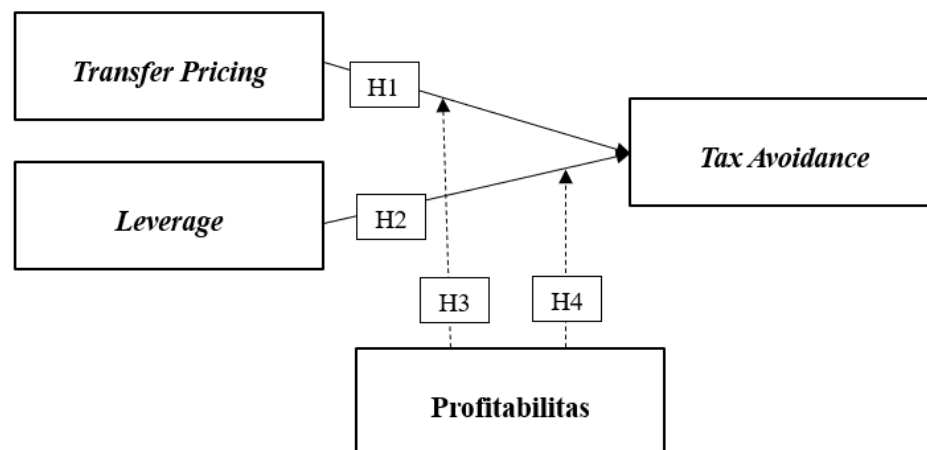 Transfer Pricing
H1
Tax Avoidance
Leverage
H2
H3
H4
Profitabilitas